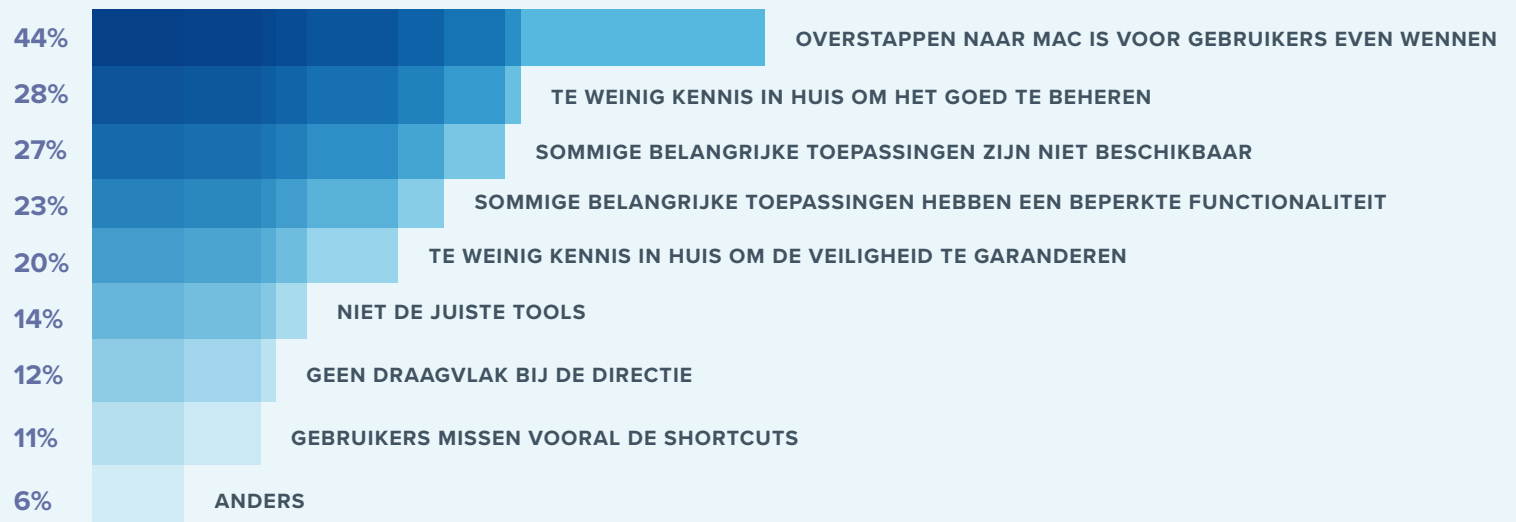 44% OVERSTAPPEN NAAR MAC IS VOOR GEBRUIKERS EVEN WENNEN
28% TE WEINIG KENNIS IN HUIS OM HET GOED TE BEHEREN
27% SOMMIGE BELANGRIJKE TOEPASSINGEN ZIJN NIET BESCHIKBAAR
23% SOMMIGE BELANGRIJKE TOEPASSINGEN HEBBEN EEN BEPERKTE FUNCTIONALITEIT
20% TE WEINIG KENNIS IN HUIS OM DE VEILIGHEID TE GARANDEREN
14% NIET DE JUISTE TOOLS
12% GEEN DRAAGVLAK BIJ DE DIRECTIE
11% GEBRUIKERS MISSEN VOORAL DE SHORTCUTS
6% ANDERS